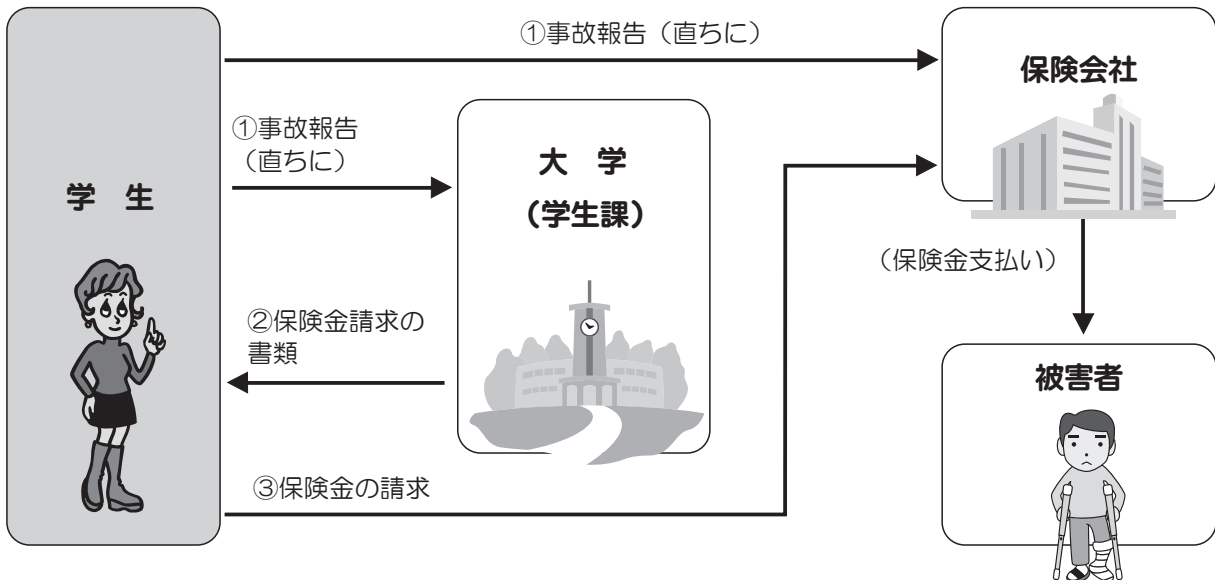 ①事故報告（直ちに）
保険会社
①事故報告
（直ちに）
大　学
（学生課）
学　生
（保険金支払い）
②保険金請求の
書類
被害者
③保険金の請求